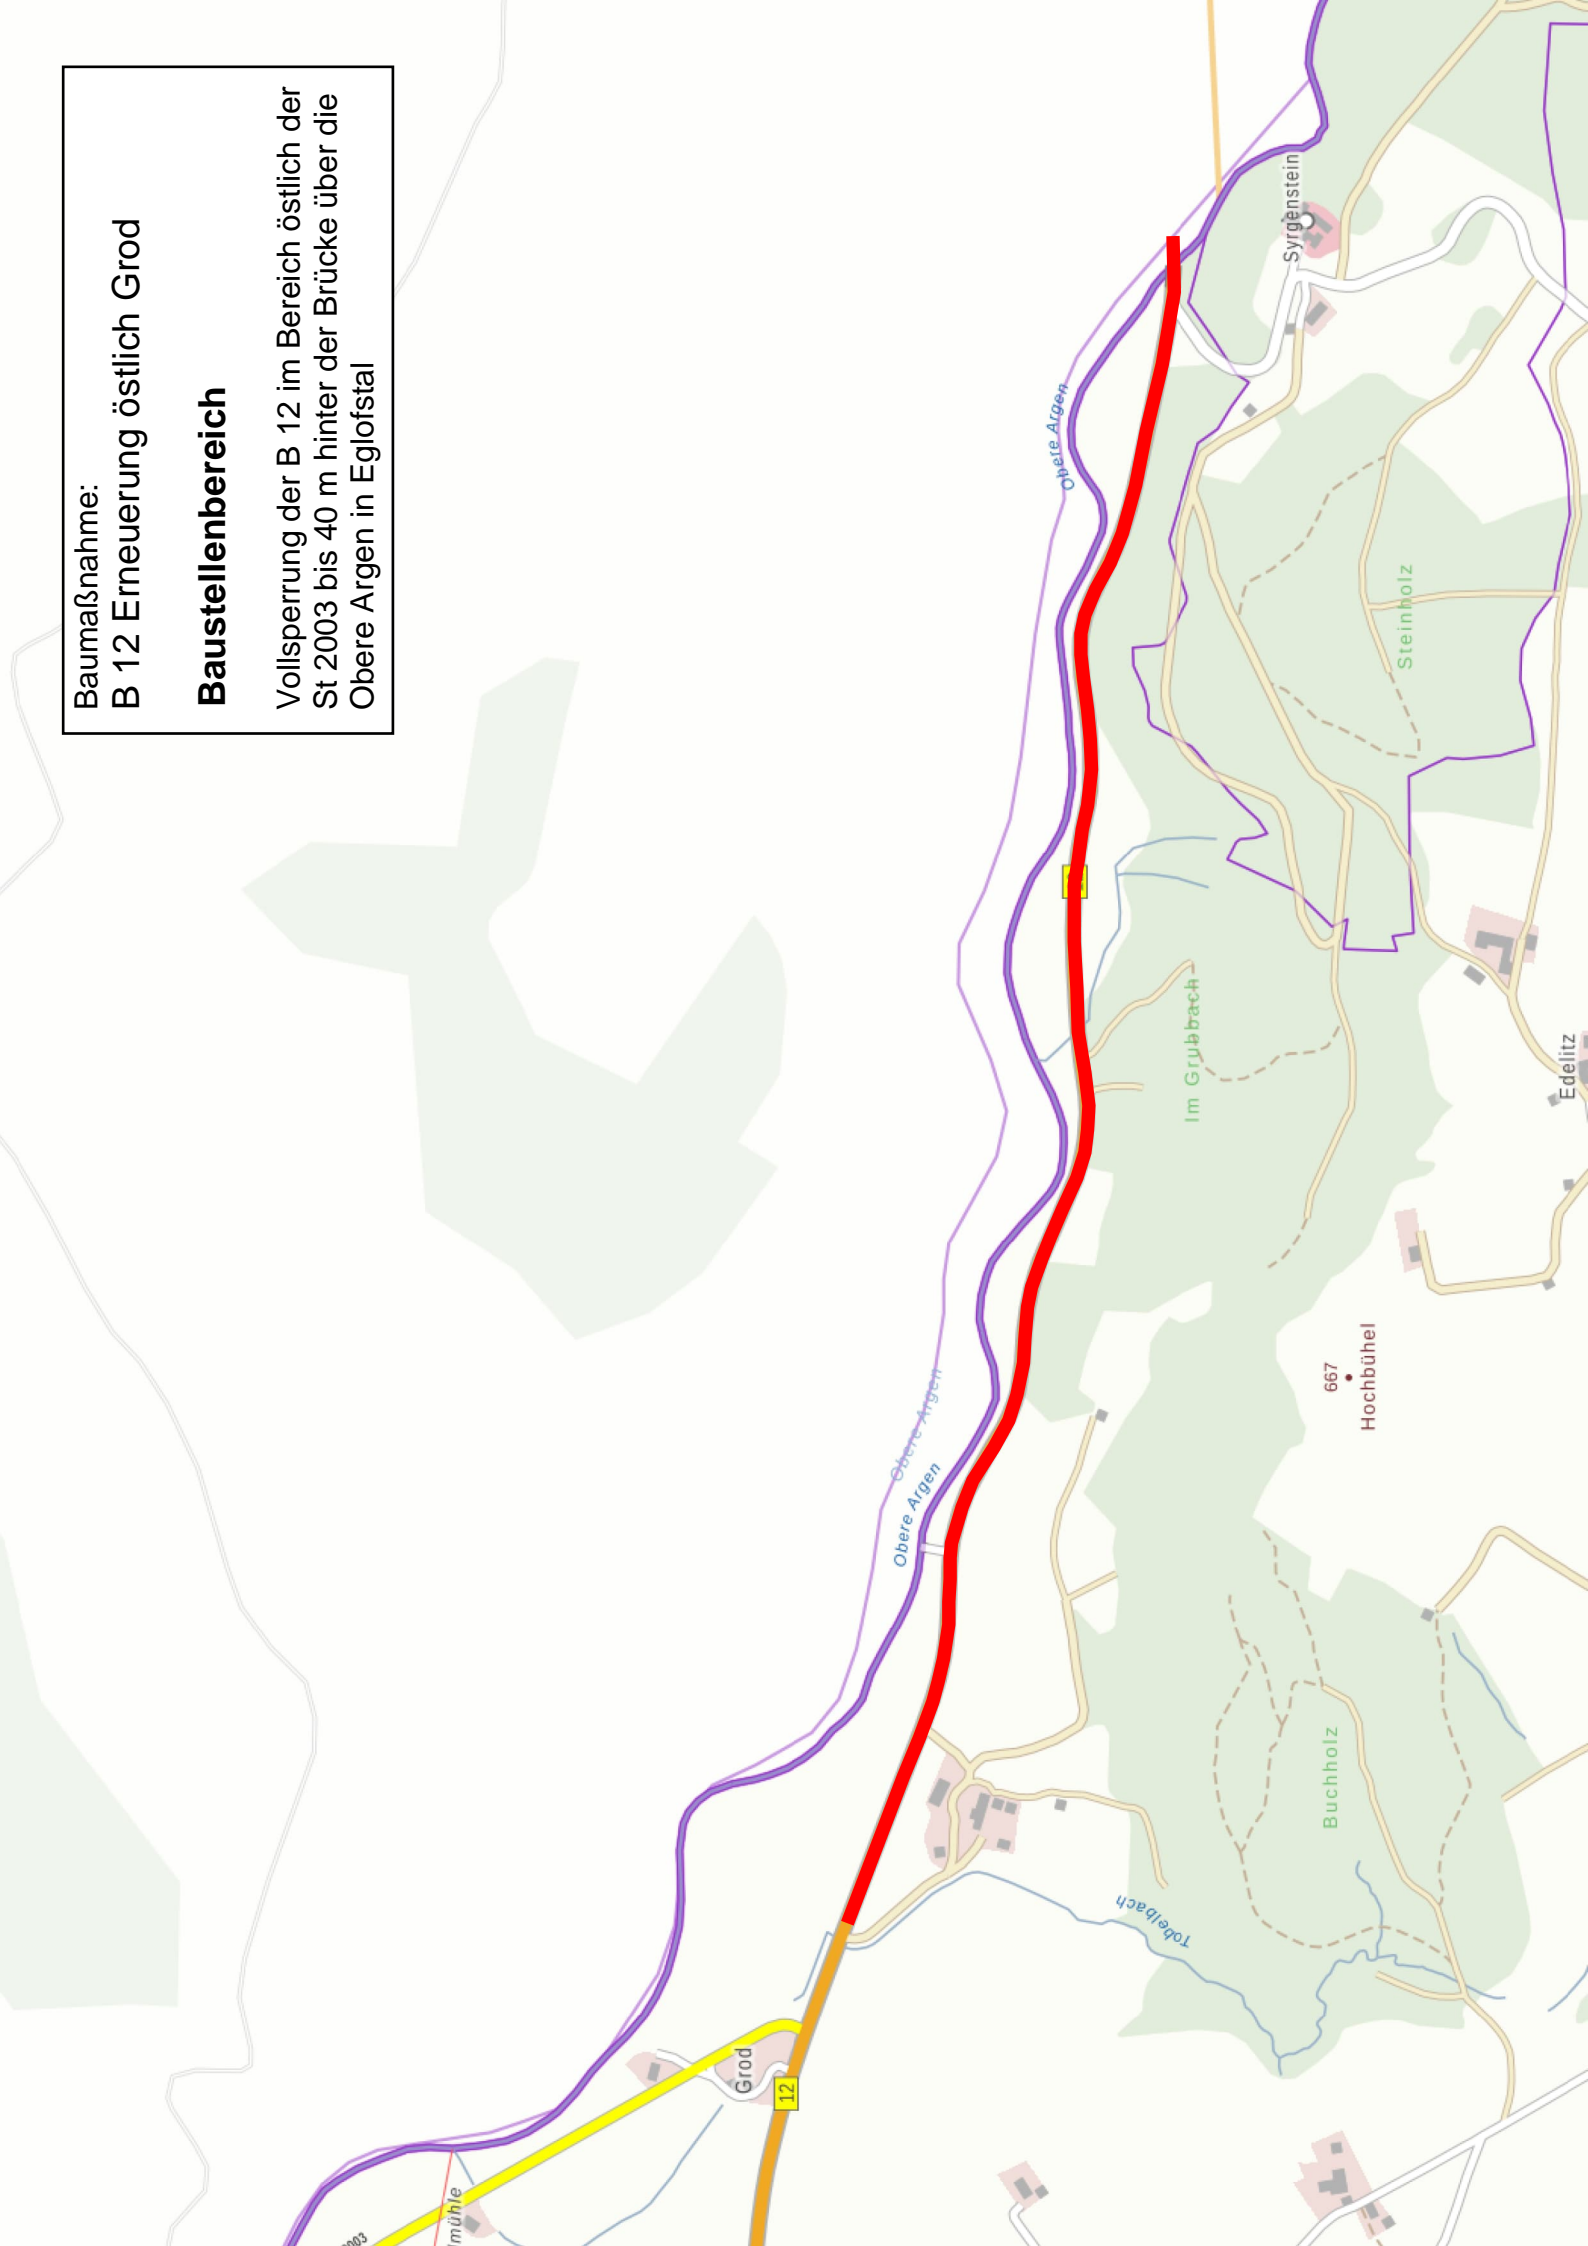 Baumaßnahme:
B 12 Erneuerung östlich Grod
Baustellenbereich
Vollsperrung der B 12 im Bereich östlich der
St 2003 bis 40 m hinter der Brücke über die
Obere Argen in Eglofstal
Syrgenstein
Obere Argen
Steinholz
Im Grubbach
Edelitz
667
Hochbühel
Obere Argen
Obere Argen
Buchholz
Tobelbach
Grod
12
mühle